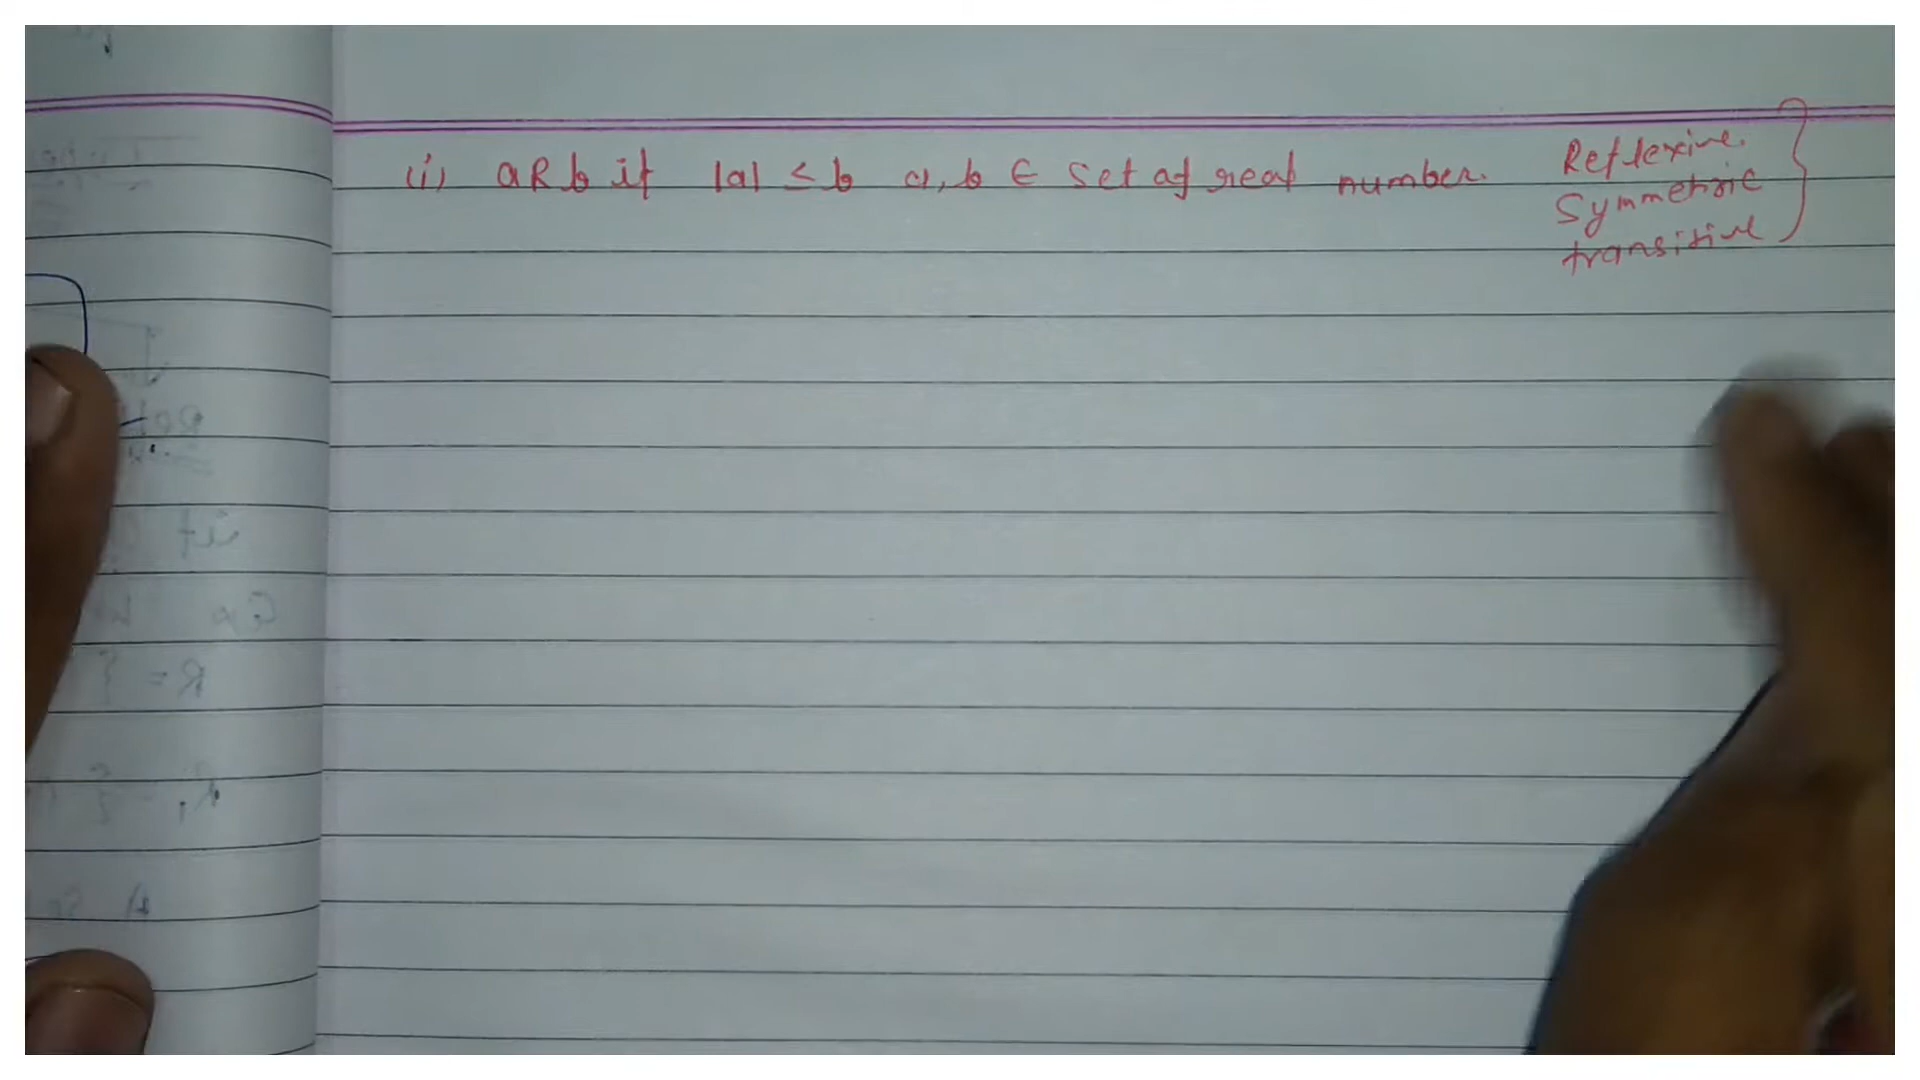 (i) aRb if |a| ≤ b a, b ∈ Set of real number.
Reflexive.
Symmetric
transitive